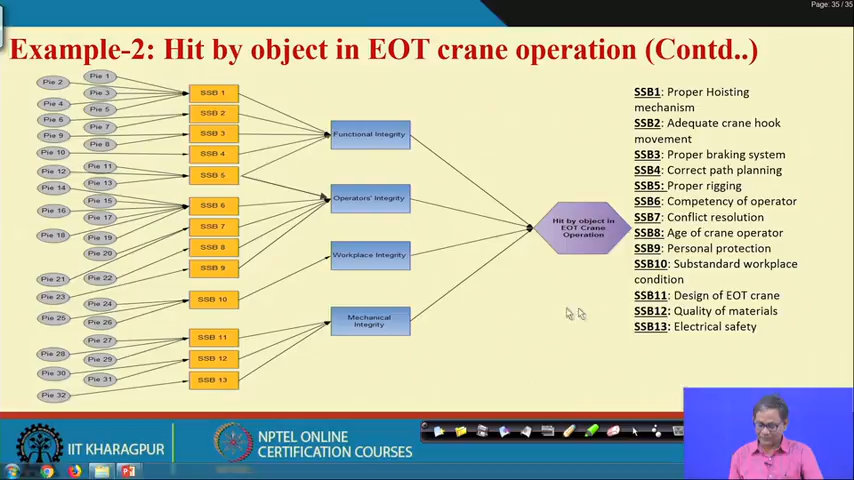 Page: 35 / 35
Example-2: Hit by object in EOT crane operation (Contd..)
Pie 1
Pie 2
Pie 3
Pie 4
Pie 5
Pie 6
Pie 7
Pie 9
Pie 8
Pie 10
Pie 11
Pie 12
Pie 13
Pie 14
Pie 15
Pie 16
Pie 17
Pie 18
Pie 19
Pie 20
Pie 21
Pie 22
Pie 23
Pie 24
Pie 25
Pie 26
Pie 27
Pie 28
Pie 29
Pie 30
Pie 31
Pie 32
SSB 1
SSB 2
SSB 3
SSB 4
SSB 5
SSB 6
SSB 7
SSB 8
SSB 9
SSB 10
SSB 11
SSB 12
SSB 13
Functional Integrity
Operators' Integrity
Workplace Integrity
Mechanical
Integrity
Hit by object in
EOT Crane
Operation
SSB1: Proper Hoisting
mechanism
SSB2: Adequate crane hook
movement
SSB3: Proper braking system
SSB4: Correct path planning
SSB5: Proper rigging
SSB6: Competency of operator
SSB7: Conflict resolution
SSB8: Age of crane operator
SSB9: Personal protection
SSB10: Substandard workplace
condition
SSB11: Design of EOT crane
SSB12: Quality of materials
SSB13: Electrical safety
IIT KHARAGPUR
NPTEL ONLINE
CERTIFICATION COURSES